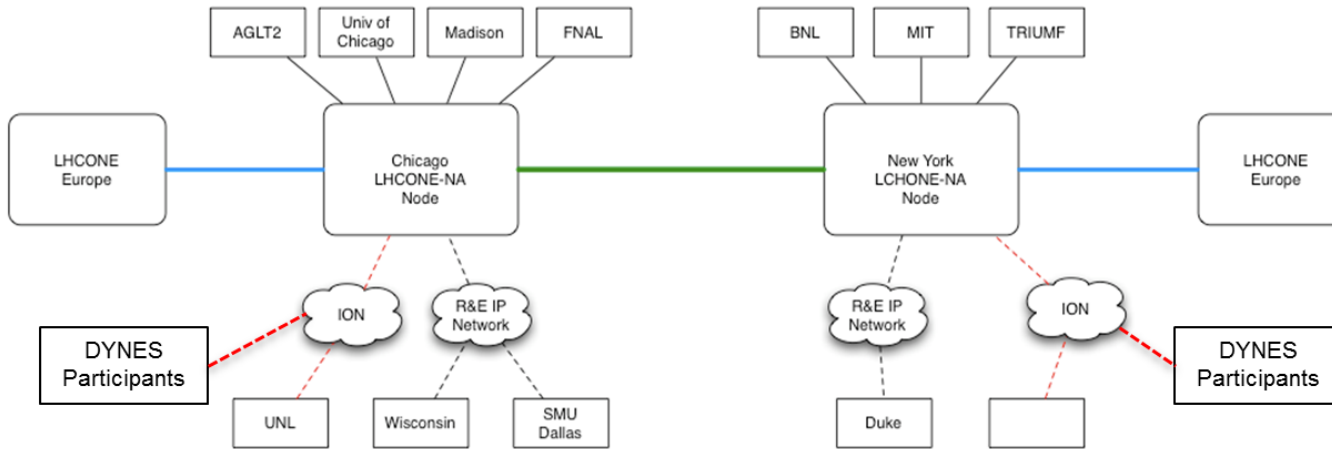 AGLT2
Univ of
Chicago
Madison
FNAL
BNL
MIT
TRIUMF
LHCONE
Europe
Chicago
LHCONE-NA
Node
New York
LCHONE-NA
Node
LHCONE
Europe
ION
R&E IP
Network
R&E IP
Network
ION
DYNES
Participants
DYNES
Participants
UNL
Wisconsin
SMU
Dallas
Duke